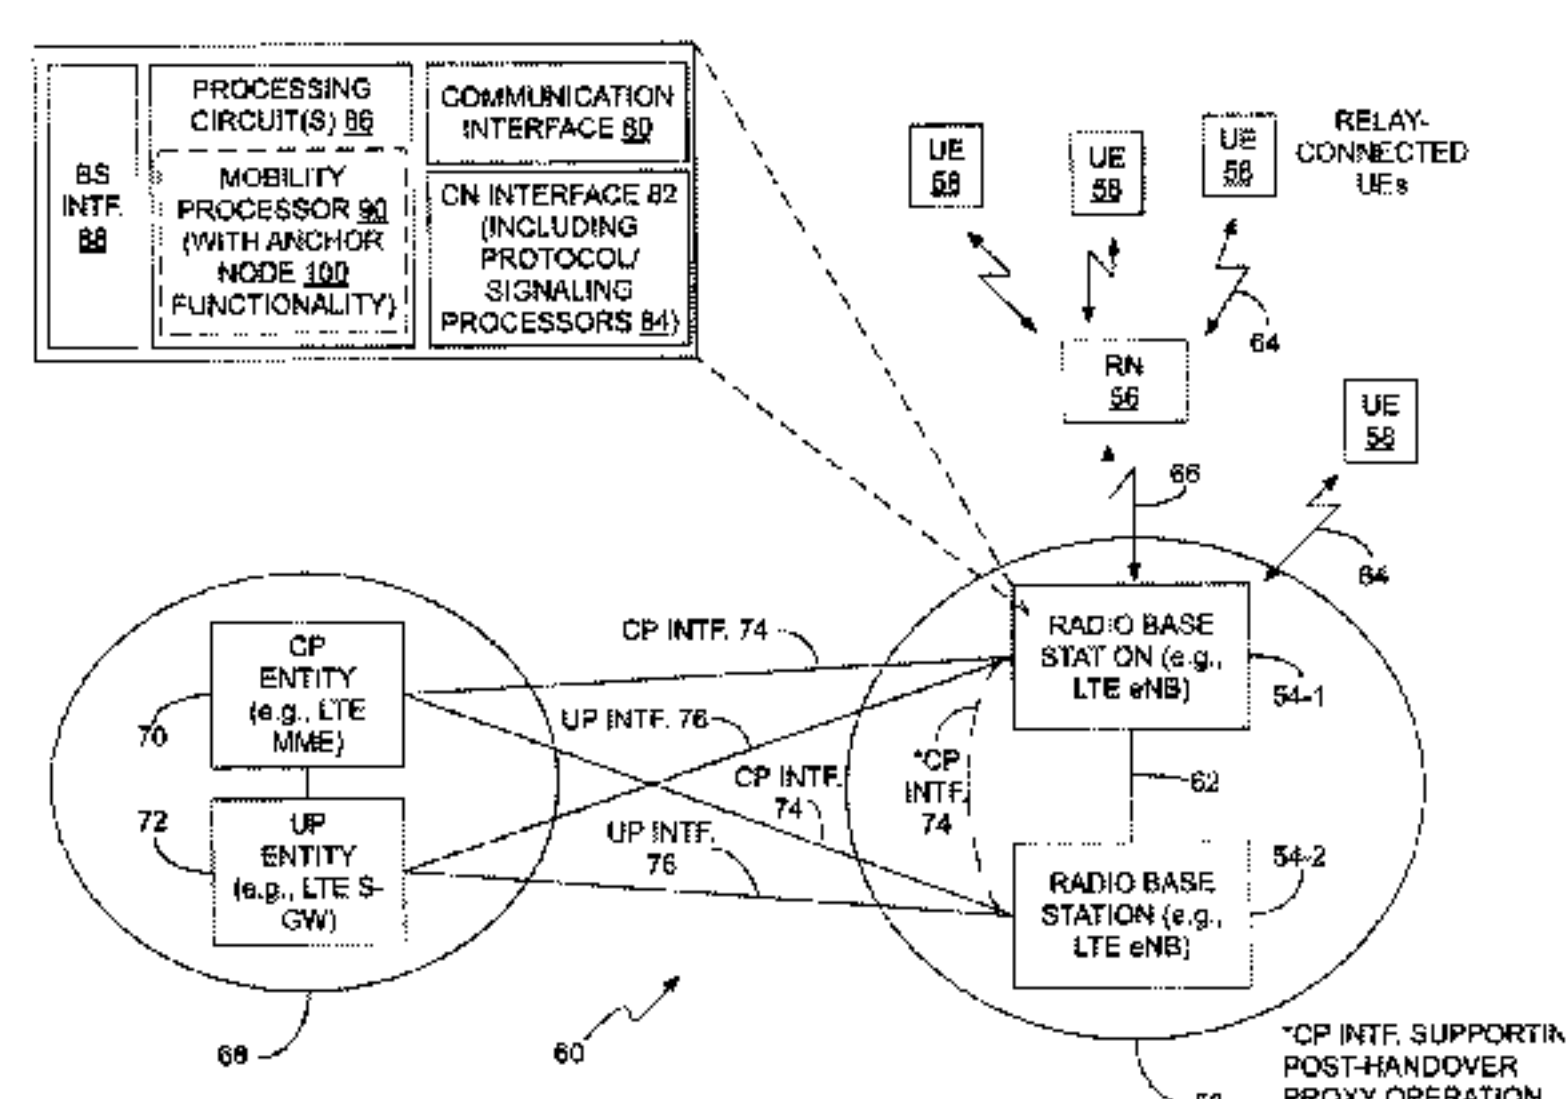 BS
INTF.
88
PROCESSING
CIRCUIT(S) 86
MOBILITY
PROCESSOR 90
(WITH ANCHOR
NODE 100
FUNCTIONALITY)
COMMUNICATION
INTERFACE 80
CN INTERFACE 82
(INCLUDING
PROTOCOL/
SIGNALING
PROCESSORS 84)
UE
58
UE
58
UE
58
RELAY-
CONNECTED
UEs
64
RN
56
UE
58
66
64
CP
ENTITY
(e.g., LTE
MME)
70
UP
ENTITY
(e.g., LTE S-
GW)
72
68
CP INTF. 74
UP INTF. 76
CP INTF.
74
UP INTF.
76
*CP
INTF.
74
RADIO BASE
STATION (e.g.,
LTE eNB)
54-1
62
RADIO BASE
STATION (e.g.,
LTE eNB)
54-2
60
*CP INTF. SUPPORTIN
POST-HANDOVER
PROXY OPERATION